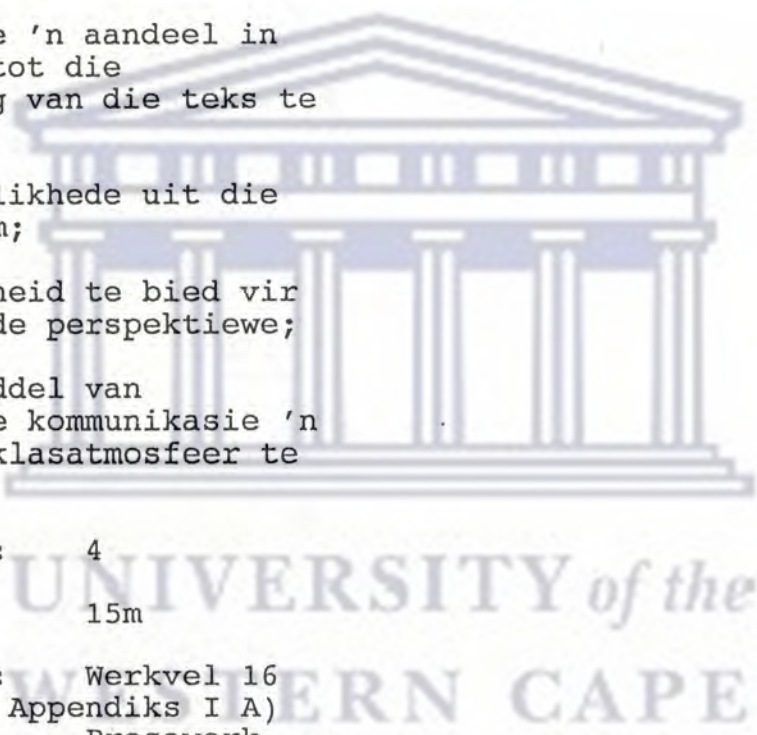 e 'n aandeel in
tot die
g van die teks te
likhede uit die
n;
heid te bied vir
de perspektiewe;
ddel van
e kommunikasie 'n
klasatmosfeer te
: 4
UNIVERSITY of the
15m
: Werkvel 16
WESTERN CAPE
Appendiks I A)